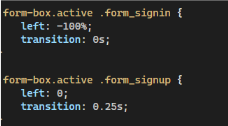 form-box.active .form_signin {
left: -100%;
transition: 0s;
form-box.active .form_signup {
left: 0;
transition: 0.25s;